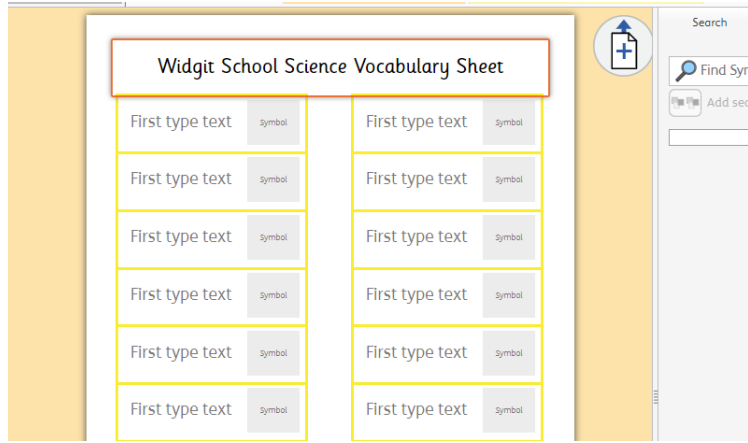 Search
Widgit School Science Vocabulary Sheet
Find Sym
Add sec
First type text Symbol First type text Symbol
First type text Symbol First type text Symbol
First type text Symbol First type text Symbol
First type text Symbol First type text Symbol
First type text Symbol First type text Symbol
First type text Symbol First type text Symbol